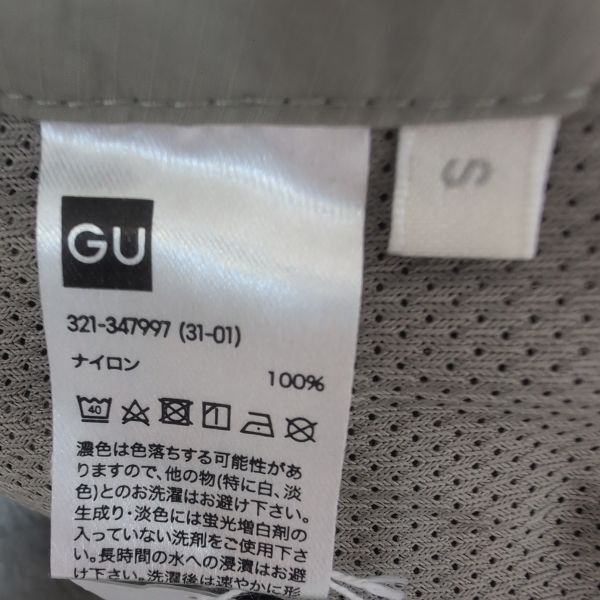 GU
S
321-347997 (31-01)
ナイロン
100%
40
濃色は色落ちする可能性があ
りますので、他の物(特に白、淡
色)とのお洗濯はお避け下さい。
生成り・淡色には蛍光増白剤の
入っていない洗剤をご使用下さ
い。長時間の水への浸漬はお避
け下さい。洗濯後は速やかに形